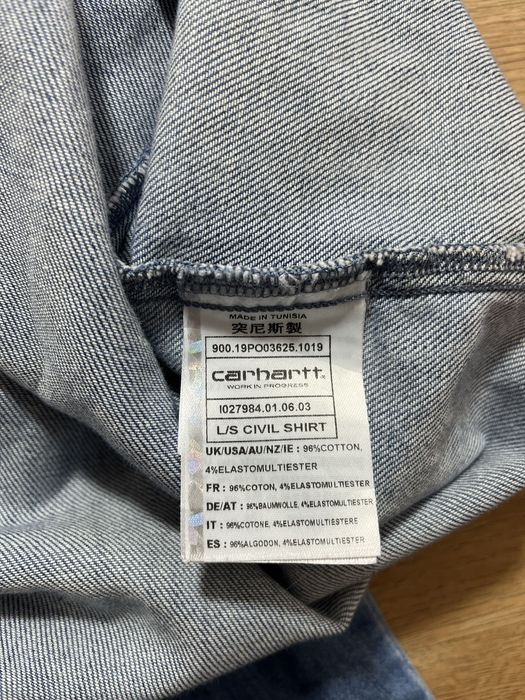 MADE IN TUNISIA
突尼斯製
900.19PO03625.1019
carhartt
WORK IN PROGRESS
I027984.01.06.03
L/S CIVIL SHIRT
UK/USA/AU/NZ/IE : 96%COTTON,
4%ELASTOMULTIESTER
FR : 96%COTON, 4%ELASTOMULTIESTER
DE/AT : 96%BAUMWOLLE, 4%ELASTOMULTIESTER
IT : 96%COTONE, 4%ELASTOMULTIESTERE
ES : 96%ALGODON, 4%ELASTOMULTIESTER